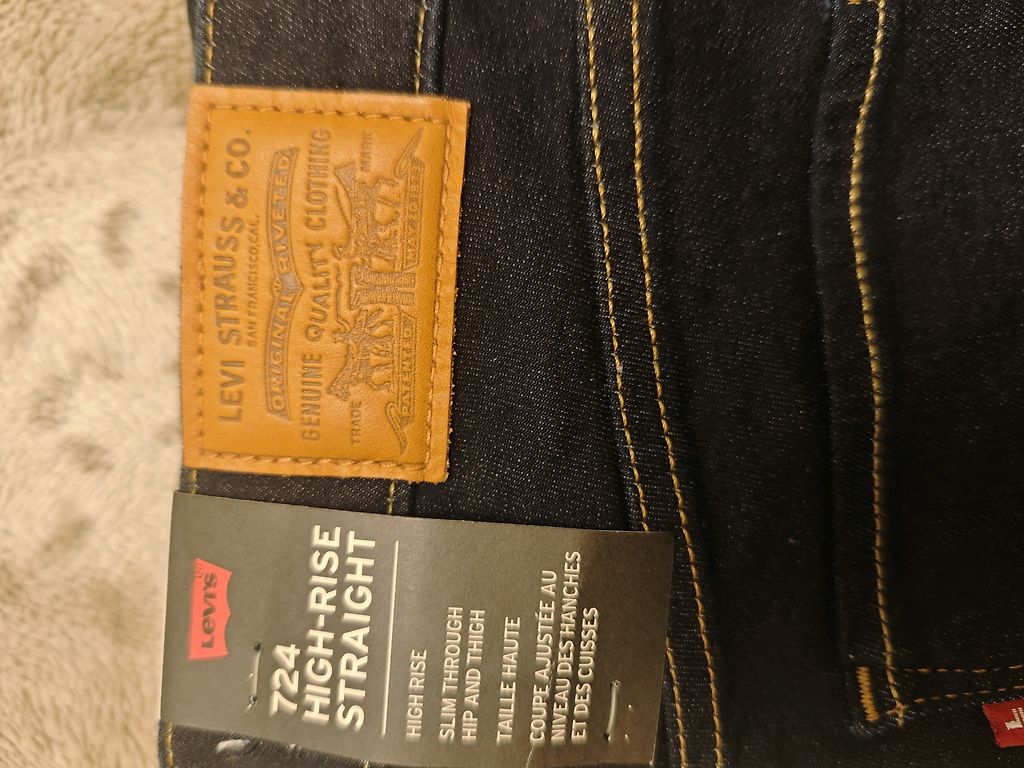 LEVI STRAUSS & CO.
SAN FRANCISCO, CAL.
ORIGINAL RIVETED
GENUINE QUALITY CLOTHING
TRADE MARK
Levi's®
724
HIGH-RISE
STRAIGHT
HIGH RISE
SLIM THROUGH
HIP AND THIGH
TAILLE HAUTE
COUPE AJUSTÉE AU
NIVEAU DES HANCHES
ET DES CUISSES